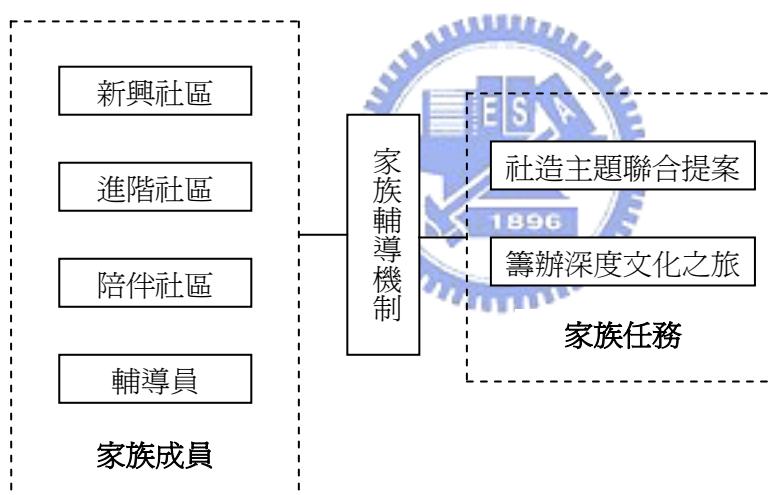 新興社區
進階社區
陪伴社區
輔導員
家族成員
家族輔導機制
社造主題聯合提案
籌辦深度文化之旅
家族任務
ESA
1896